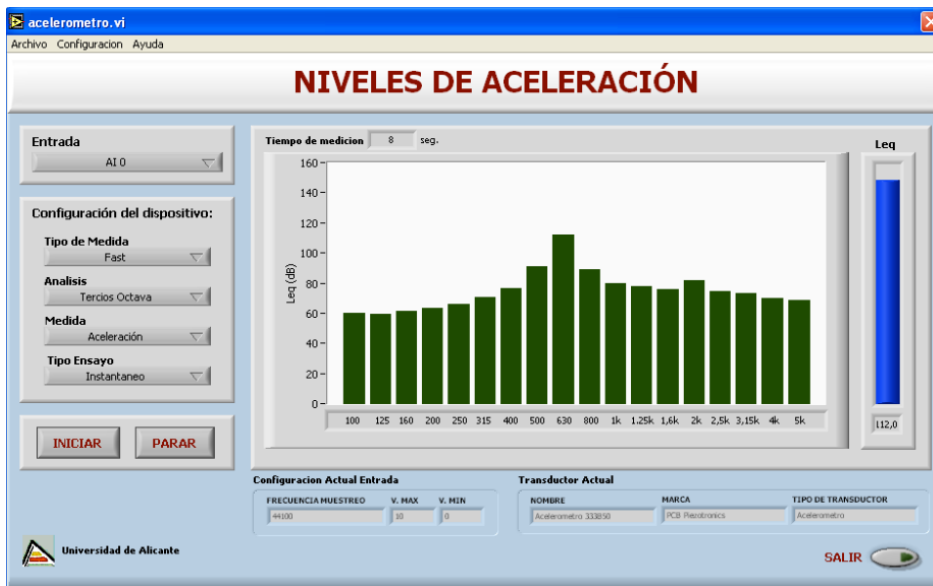 acelerometro.vi
Archivo Configuracion Ayuda
NIVELES DE ACELERACIÓN
Entrada
AI 0
Configuración del dispositivo:
Tipo de Medida
Fast
Analisis
Tercios Octava
Medida
Aceleración
Tipo Ensayo
Instantaneo
INICIAR PARAR
Tiempo de medicion 8 seg.
Leq (dB)
160
140
120
100
80
60
40
20
0
100 125 160 200 250 315 400 500 630 800 1k 1.25k 1,6k 2k 2,5k 3,15k 4k 5k
Leq
112,0
Configuracion Actual Entrada
FRECUENCIA MUESTREO V. MAX V. MIN
44100 10 0
Transductor Actual
NOMBRE MARCA TIPO DE TRANSDUCTOR
Acelerometro 333B50 PCB Piezotronics Acelerometro
Universidad de Alicante
SALIR